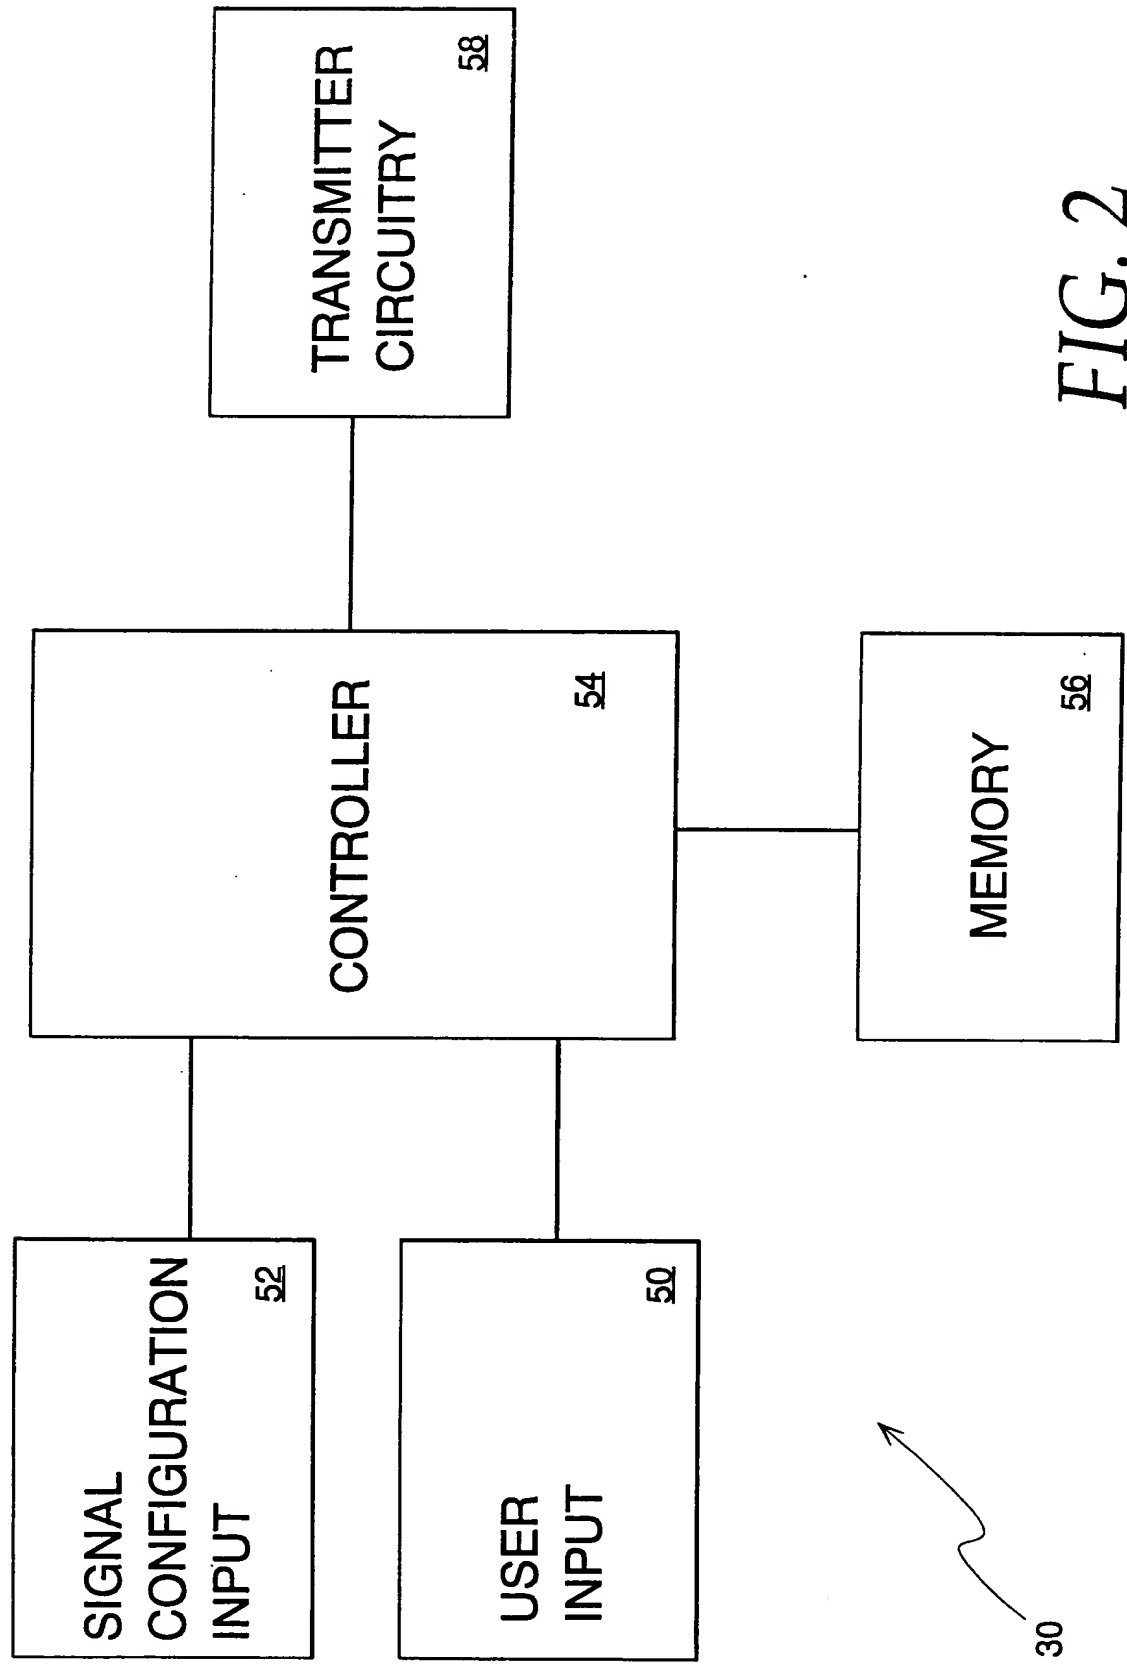 SIGNAL
CONFIGURATION
INPUT
52
USER
INPUT
50
CONTROLLER
54
MEMORY
56
TRANSMITTER
CIRCUITRY
58
30
FIG. 2